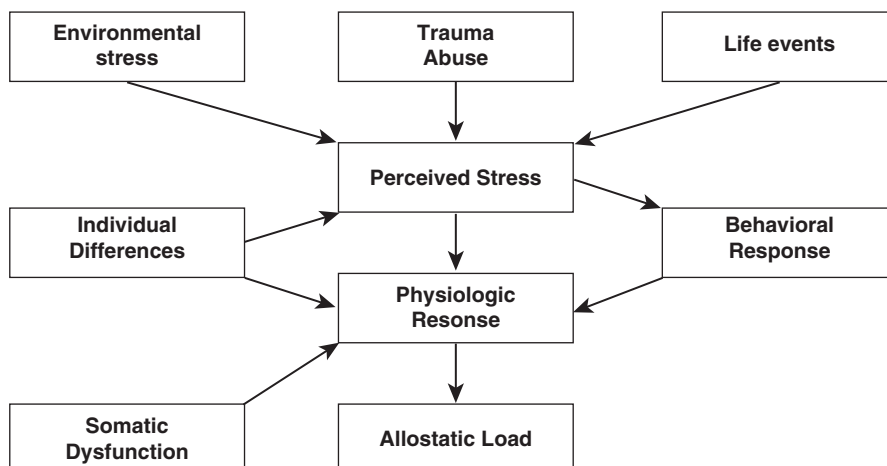 Environmental
stress
Trauma
Abuse
Life events
Perceived Stress
Individual
Differences
Behavioral
Response
Physiologic
Resonse
Somatic
Dysfunction
Allostatic Load